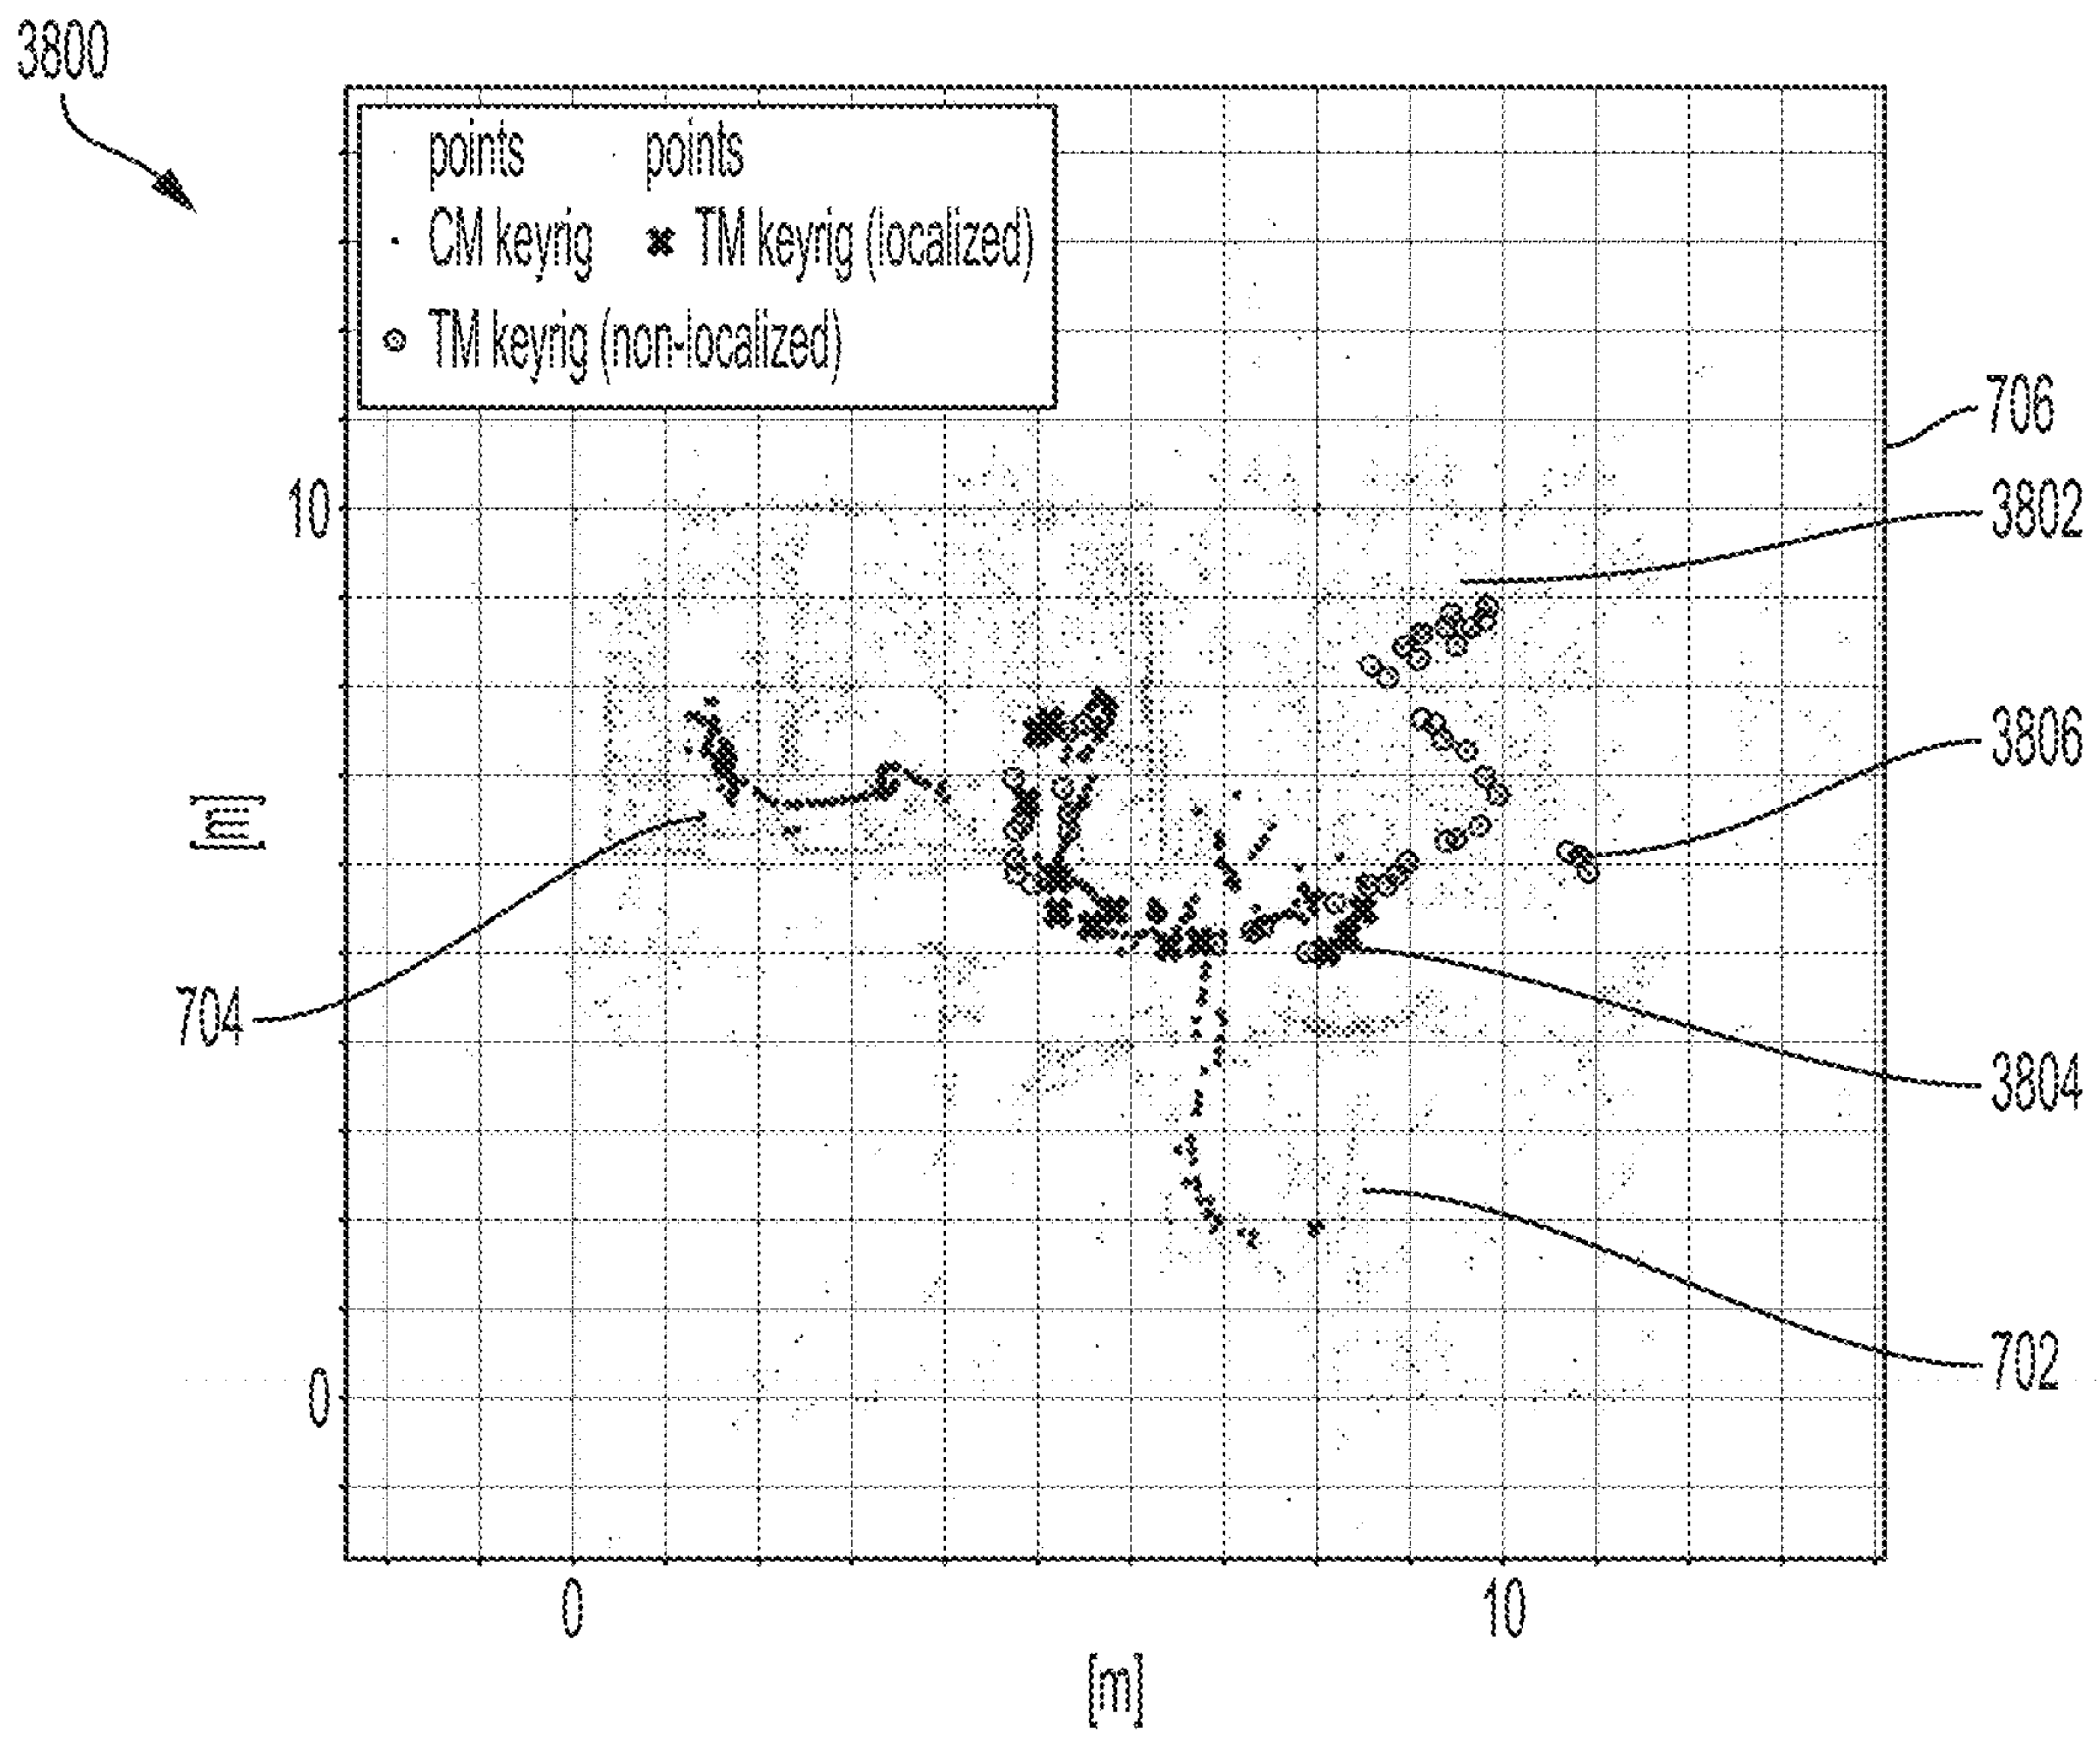 3800
points points
CM keyrig TM keyrig (localized)
TM keyrig (non-localized)
706
10
3802
3806
[m]
704
3804
702
0
0 10
[m]